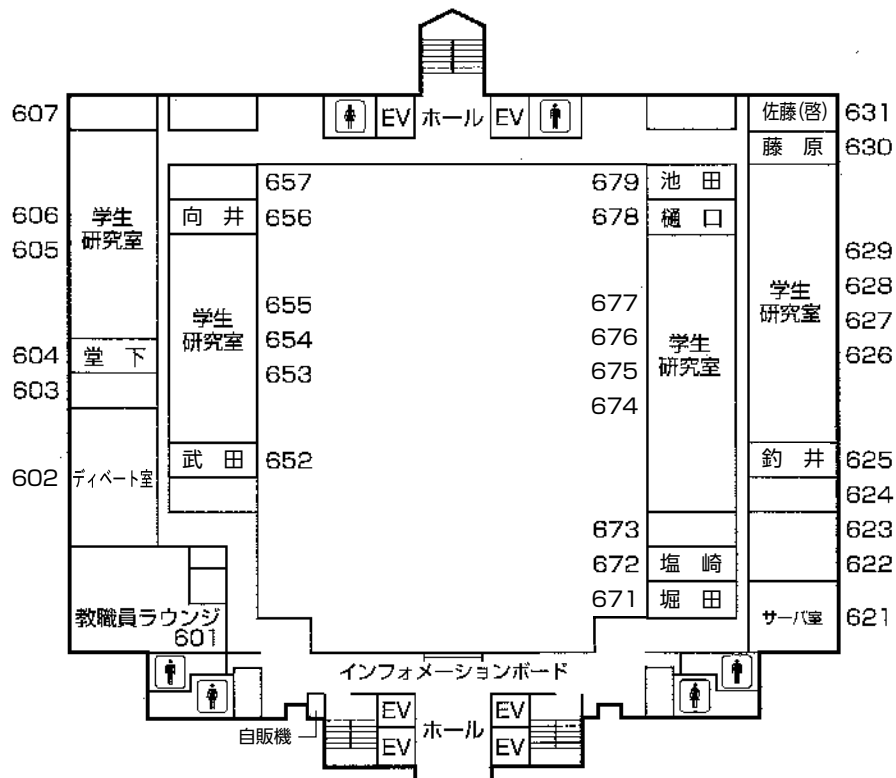 607
EV ホール EV
佐藤(啓) 631
藤原 630
657
679 池田
606
605
学生
研究室
向井 656
678 樋口
629
628
627
626
学生
研究室
学生
研究室
655
654
653
677
676
675
674
学生
研究室
604 堂下
603
602 ディベート室
武田 652
釣井 625
624
673
623
672 塩崎
622
671 堀田
サーバ室 621
教職員ラウンジ
601
インフォメーションボード
自販機
EV ホール EV
EV EV